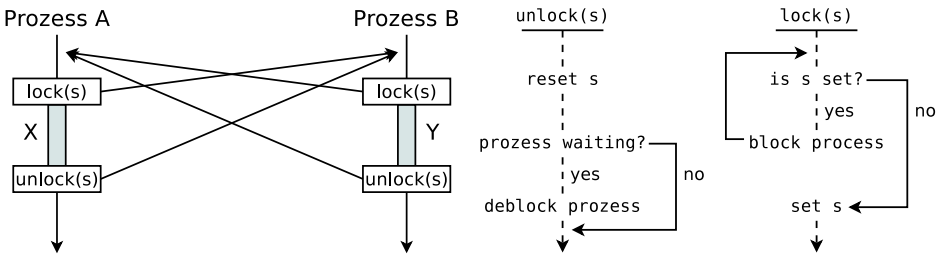 Prozess A
Prozess B
lock(s)
lock(s)
X
Y
unlock(s)
unlock(s)
unlock(s)
reset s
prozess waiting?
yes
no
deblock prozess
lock(s)
is s set?
yes
no
block process
set s